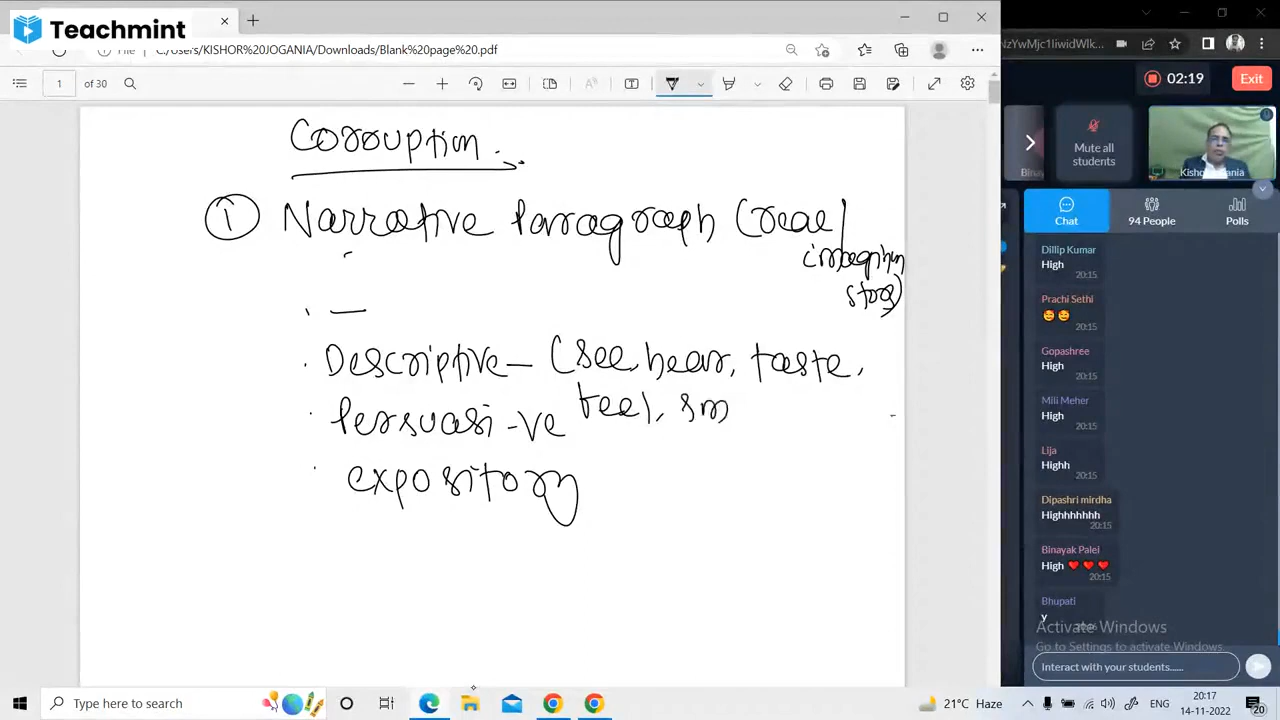 Teachmint
File
C:/Users/KISHOR%20JOGANIA/Downloads/Blank%20page%20.pdf
1 of 30
02:19
Exit
Mute all
students
Chat
94 People
Polls
Dillip Kumar
High
20:15
Prachi Sethi
🥰 🥰
20:15
Gopashree
High
20:15
Mili Meher
High
20:15
Lija
Highh
20:15
Dipashri mirdha
Highhhhhhh
20:15
Binayak Palei
High ❤️ ❤️ ❤️
20:15
Bhupati
y
Activate Windows
Go to Settings to activate Windows.
Interact with your students......
Corruption
① Narrative Paragraph (real/
story)
Descriptive – (see, hear, taste,
feel, sm
Persuasi-ve
expository
Type here to search
21°C Haze
20:17
14-11-2022
20